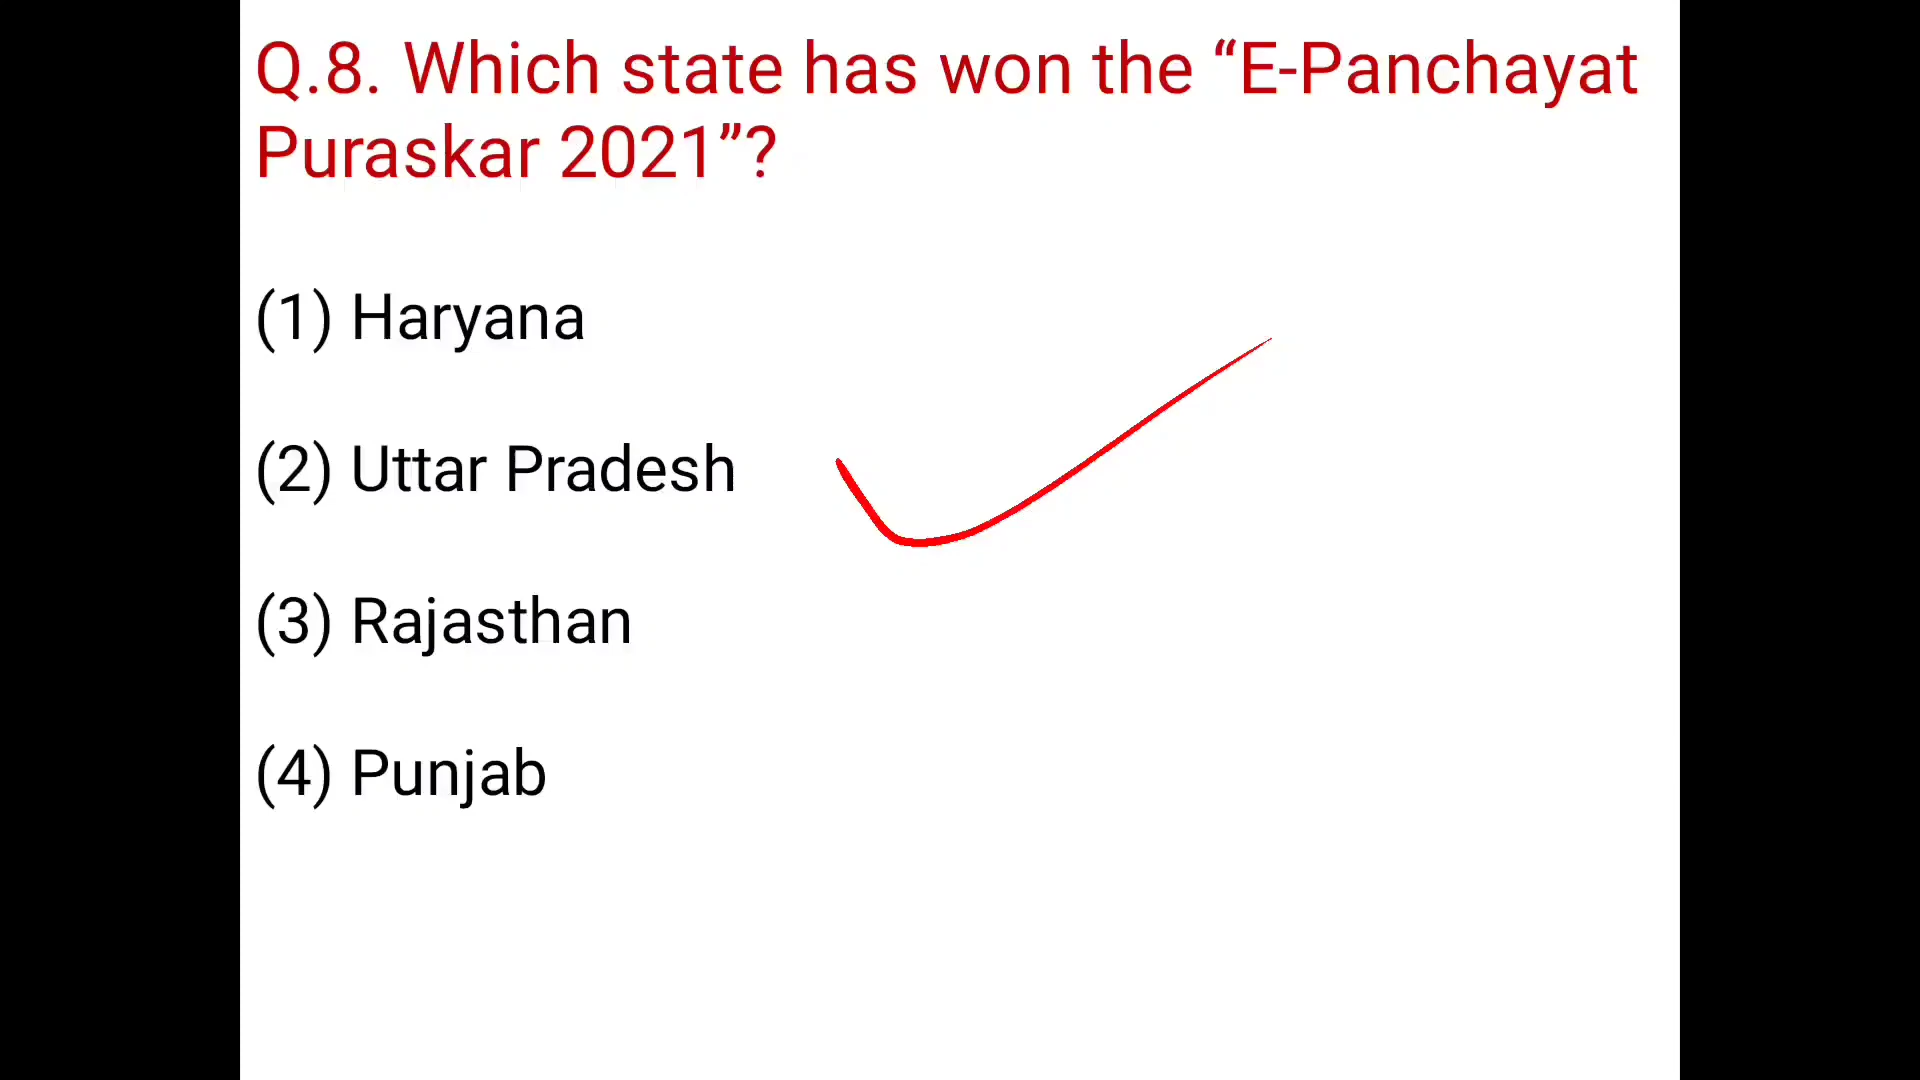 Q.8. Which state has won the “E-Panchayat
Puraskar 2021”?
(1) Haryana
(2) Uttar Pradesh
(3) Rajasthan
(4) Punjab